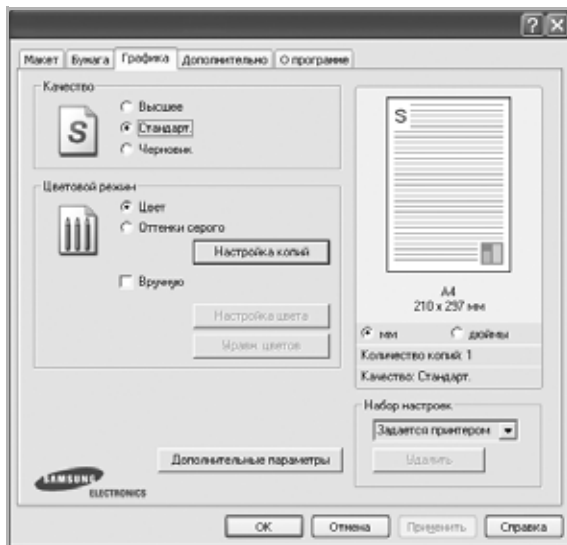 Макет Бумага Графика Дополнительно О программе
Качество
S
Высшее
Стандарт.
Черновик
Цветовой режим
Цвет
Оттенки серого
Настройка копий
Вручную
Настройка цвета
Уравн. цветов
Дополнительные параметры
SAMSUNG
ELECTRONICS
S
A4
210 x 297 мм
мм дюймы
Количество копий: 1
Качество: Стандарт.
Набор настроек
Задается принтером
Удалить
OK Отмена Применить Справка